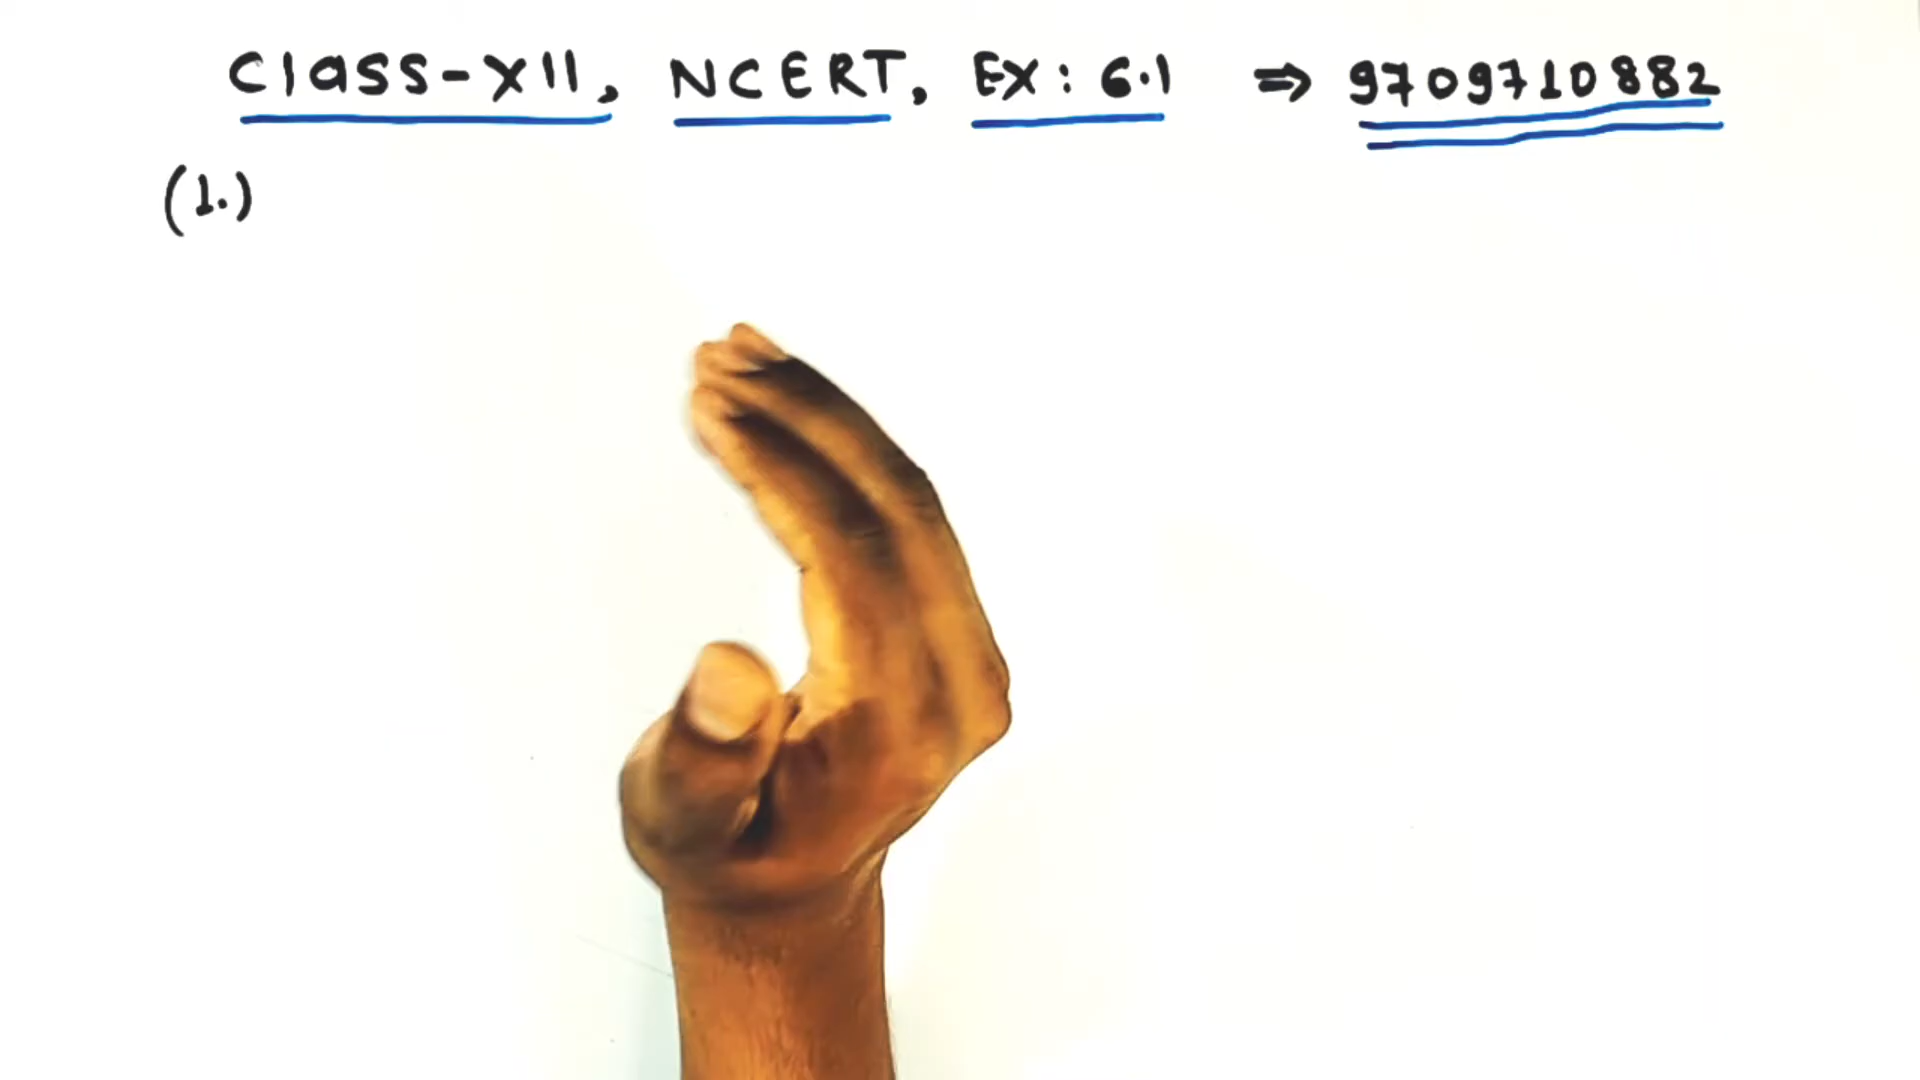 Class-XII, NCERT, EX: 6.1 ⇒ 9709710882
(1.)